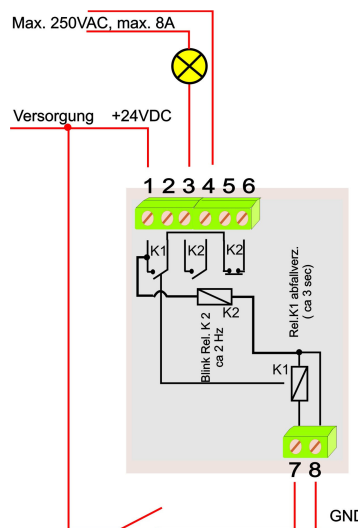 Max. 250VAC, max. 8A
Versorgung +24VDC
1 2 3 4 5 6
K1 K2 K2
K2
Blink Rel. K 2
ca 2 Hz
Rel.K1 abfallverz.
( ca 3 sec)
K1
7 8
GND